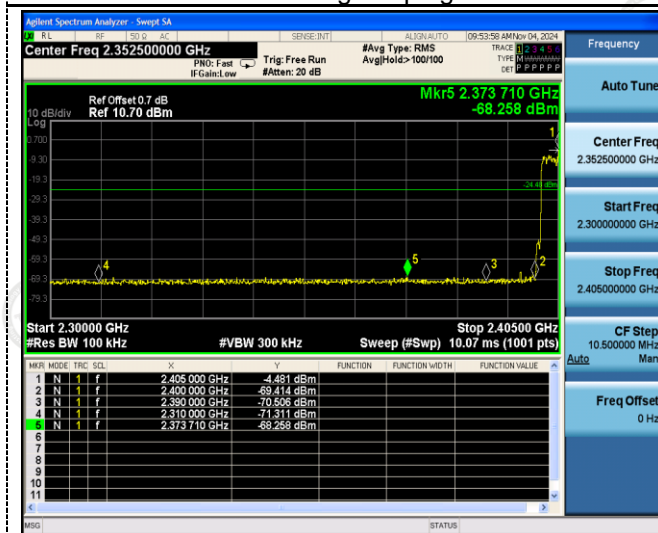 Agilent Spectrum Analyzer - Swept SA
RL RF 50 Ω AC SENSE:INT ALIGNAUTO 09:53:58 AM Nov 04, 2024
Center Freq 2.352500000 GHz
PNO: Fast
IFGain:Low
Trig: Free Run
#Atten: 20 dB
#Avg Type: RMS
Avg|Hold:>100/100
TRACE 1 2 3 4 5 6
TYPE M
DET P P P P P P
Frequency
Auto Tune
Center Freq
2.352500000 GHz
Start Freq
2.300000000 GHz
Stop Freq
2.405000000 GHz
CF Step
10.500000 MHz
Auto Man
Freq Offset
0 Hz
Mkr5 2.373 710 GHz
-68.258 dBm
Ref Offset 0.7 dB
10 dB/div Ref 10.70 dBm
Log
0.700
-9.30
-19.3
-29.3
-39.3
-49.3
-59.3
-69.3
-79.3
1
2
3
4
5
Start 2.30000 GHz Stop 2.40500 GHz
#Res BW 100 kHz #VBW 300 kHz Sweep (#Swp) 10.07 ms (1001 pts)
MKR MODE TRC SCL X Y FUNCTION FUNCTION WIDTH FUNCTION VALUE
1 N 1 f 2.405 000 GHz -4.481 dBm
2 N 1 f 2.400 000 GHz -69.414 dBm
3 N 1 f 2.390 000 GHz -70.506 dBm
4 N 1 f 2.310 000 GHz -71.311 dBm
5 N 1 f 2.373 710 GHz -68.258 dBm
6
7
8
9
10
11
MSG STATUS